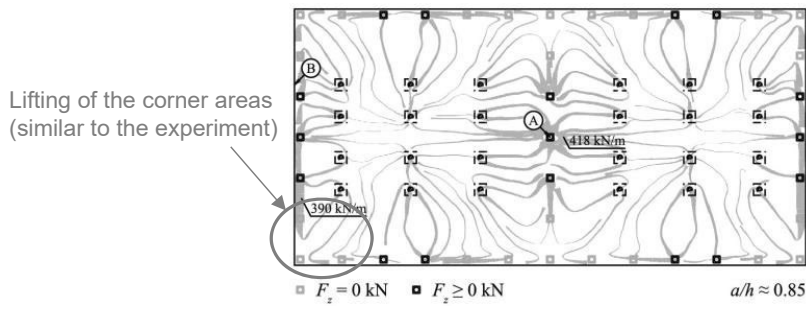 B
Lifting of the corner areas
(similar to the experiment)
A
418 kN/m
390 kN/m
F_z = 0 kN F_z ≥ 0 kN a/h ≈ 0.85